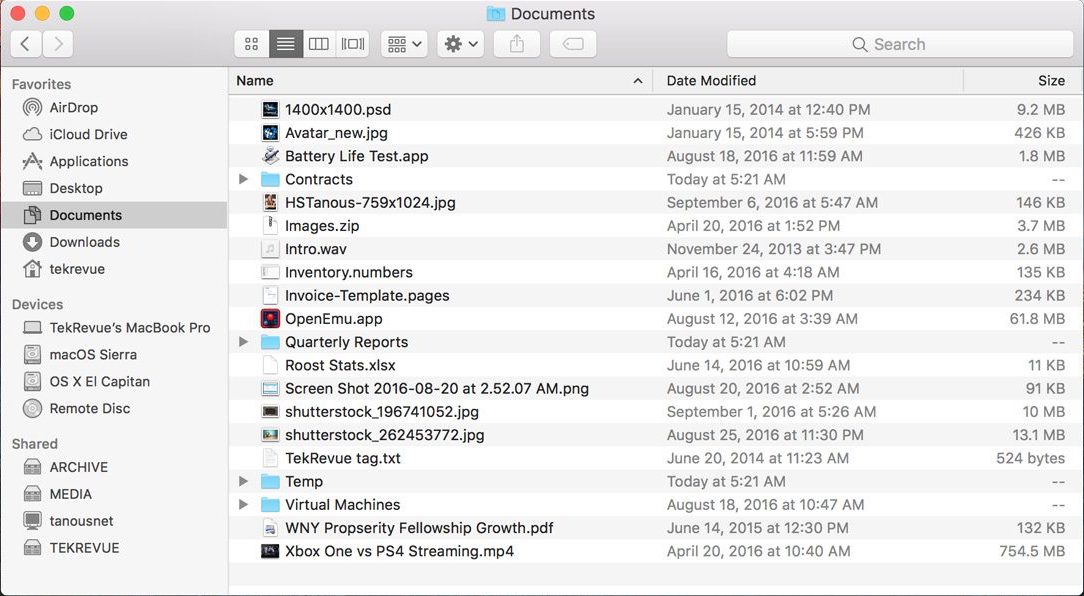 Documents
Search
Favorites
AirDrop
iCloud Drive
Applications
Desktop
Documents
Downloads
tekrevue
Devices
TekRevue's MacBook Pro
macOS Sierra
OS X El Capitan
Remote Disc
Shared
ARCHIVE
MEDIA
tanousnet
TEKREVUE
Name Date Modified Size
1400x1400.psd January 15, 2014 at 12:40 PM 9.2 MB
Avatar_new.jpg January 15, 2014 at 5:59 PM 426 KB
Battery Life Test.app August 18, 2016 at 11:59 AM 1.8 MB
Contracts Today at 5:21 AM --
HSTanous-759x1024.jpg September 6, 2016 at 5:47 AM 146 KB
Images.zip April 20, 2016 at 1:52 PM 3.7 MB
Intro.wav November 24, 2013 at 3:47 PM 2.6 MB
Inventory.numbers April 16, 2016 at 4:18 AM 135 KB
Invoice-Template.pages June 1, 2016 at 6:02 PM 234 KB
OpenEmu.app August 12, 2016 at 3:39 AM 61.8 MB
Quarterly Reports Today at 5:21 AM --
Roost Stats.xlsx June 14, 2016 at 10:59 AM 11 KB
Screen Shot 2016-08-20 at 2.52.07 AM.png August 20, 2016 at 2:52 AM 91 KB
shutterstock_196741052.jpg September 1, 2016 at 5:26 AM 10 MB
shutterstock_262453772.jpg August 25, 2016 at 11:30 PM 13.1 MB
TekRevue tag.txt June 20, 2014 at 11:23 AM 524 bytes
Temp Today at 5:21 AM --
Virtual Machines August 18, 2016 at 10:47 AM --
WNY Propserity Fellowship Growth.pdf June 14, 2015 at 12:30 PM 132 KB
Xbox One vs PS4 Streaming.mp4 April 20, 2016 at 10:40 AM 754.5 MB